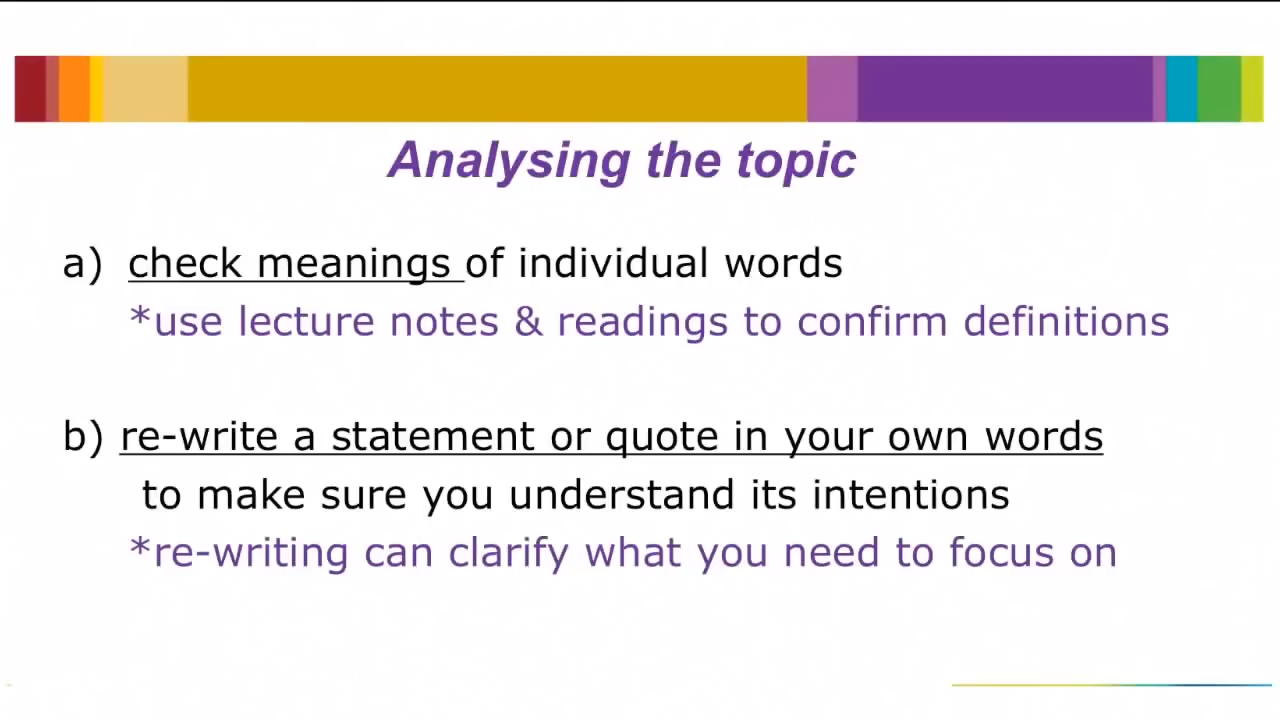 Analysing the topic
a) check meanings of individual words
*use lecture notes & readings to confirm definitions
b) re-write a statement or quote in your own words
to make sure you understand its intentions
*re-writing can clarify what you need to focus on